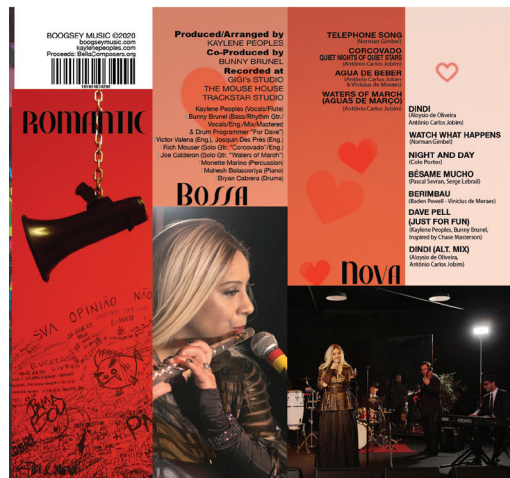 BOOGSEY MUSIC ©2020
boogseymusic.com
kaylenepeoples.com
Proceeds: BellaComposers.org
ROMANTIC
SVA OPINIÃO NÃO
Produced/Arranged by
KAYLENE PEOPLES
Co-Produced by
BUNNY BRUNEL
Recorded at
GIGI's STUDIO
THE MOUSE HOUSE
TRACKSTAR STUDIO
Kaylene Peoples (Vocals/Flute)
Bunny Brunel (Bass/Rhythm Gtr./
Vocals/Eng./Mix/Mastered
& Drum Programmer "For Dave")
Victor Valena (Eng.), Josquin Des Prés (Eng.)
Rich Mouser (Solo Gtr. "Corcovado"/Eng.)
Joe Calderon (Solo Gtr. "Waters of March")
Monette Marino (Percussion)
Mahesh Balasooriya (Piano)
Bryan Cabrera (Drums)
BOSSA
TELEPHONE SONG
(Norman Gimbel)
CORCOVADO
QUIET NIGHTS OF QUIET STARS
(Antônio Carlos Jobim)
AGUA DE BEBER
(Antônio Carlos Jobim
& Vinicius de Moraes)
WATERS OF MARCH
(AGUAS DE MARÇO)
(Antônio Carlos Jobim)
NOVA
DiNDi
(Aloysio de Oliveira
Antônio Carlos Jobim)
WATCH WHAT HAPPENS
(Norman Gimbel)
NIGHT AND DAY
(Cole Porter)
BÉSAME MUCHO
(Pascal Sevran, Serge Lebrail)
BERIMBAU
(Baden Powell - Vinicius de Moraes)
DAVE PELL
(JUST FOR FUN)
(Kaylene Peoples, Bunny Brunel,
Inspired by Chase Masterson)
DINDI (ALT. MIX)
(Aloysio de Oliveira,
Antônio Carlos Jobim)